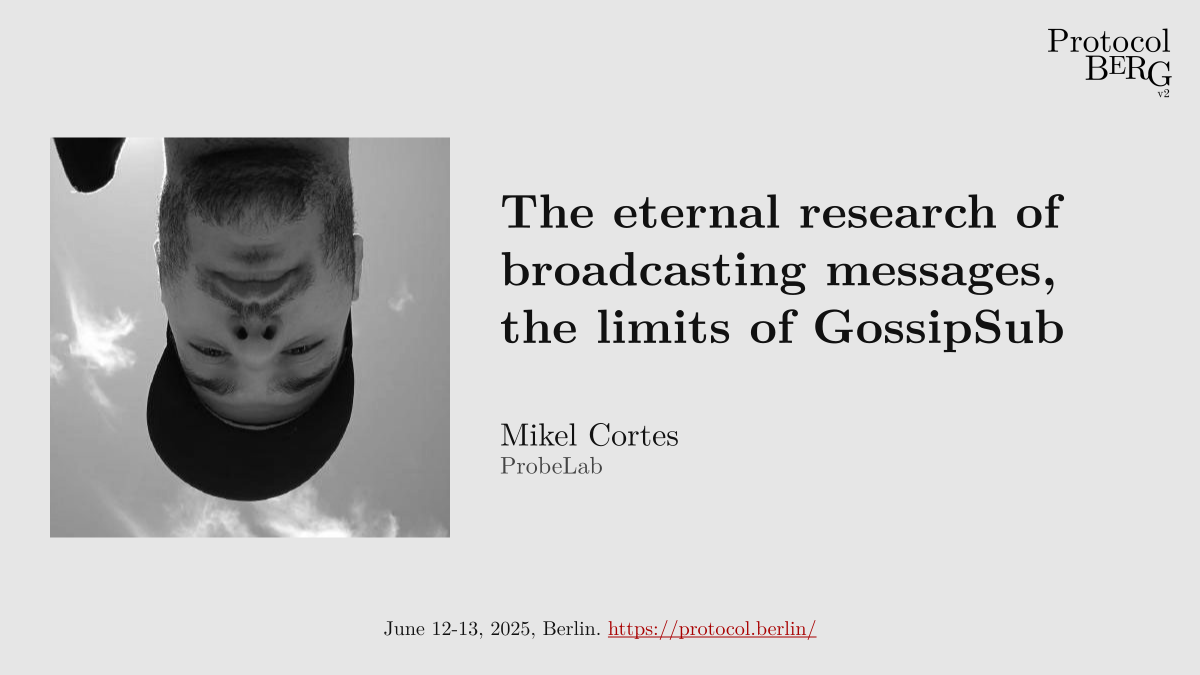 Protocol
BERG
v2
The eternal research of
broadcasting messages,
the limits of GossipSub
Mikel Cortes
ProbeLab
June 12-13, 2025, Berlin. https://protocol.berlin/